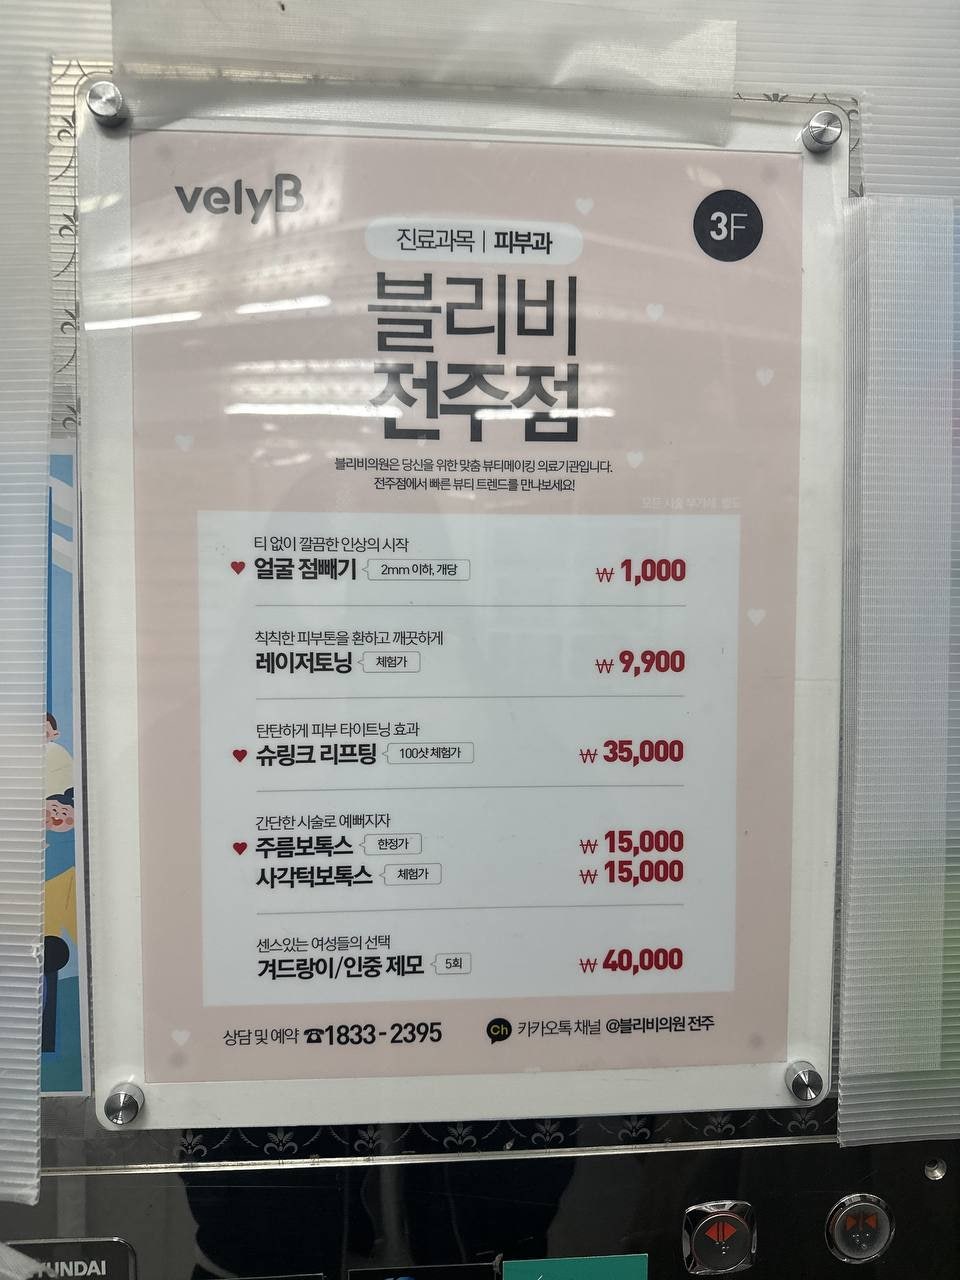 velyB
3F
진료과목 | 피부과
블리비
전주점
블리비의원은 당신을 위한 맞춤 뷰티메이킹 의료기관입니다.
전주점에서 빠른 뷰티 트렌드를 만나보세요!
모든 시술 부가세 별도
티 없이 깔끔한 인상의 시작
얼굴 점빼기 2mm 이하, 개당 ₩ 1,000
칙칙한 피부톤을 환하고 깨끗하게
레이저토닝 체험가 ₩ 9,900
탄탄하게 피부 타이트닝 효과
슈링크 리프팅 100샷 체험가 ₩ 35,000
간단한 시술로 예뻐지자
주름보톡스 한정가 ₩ 15,000
사각턱보톡스 체험가 ₩ 15,000
센스있는 여성들의 선택
겨드랑이/인중 제모 5회 ₩ 40,000
상담 및 예약 ☎1833-2395 Ch 카카오톡 채널 @블리비의원 전주
HYUNDAI